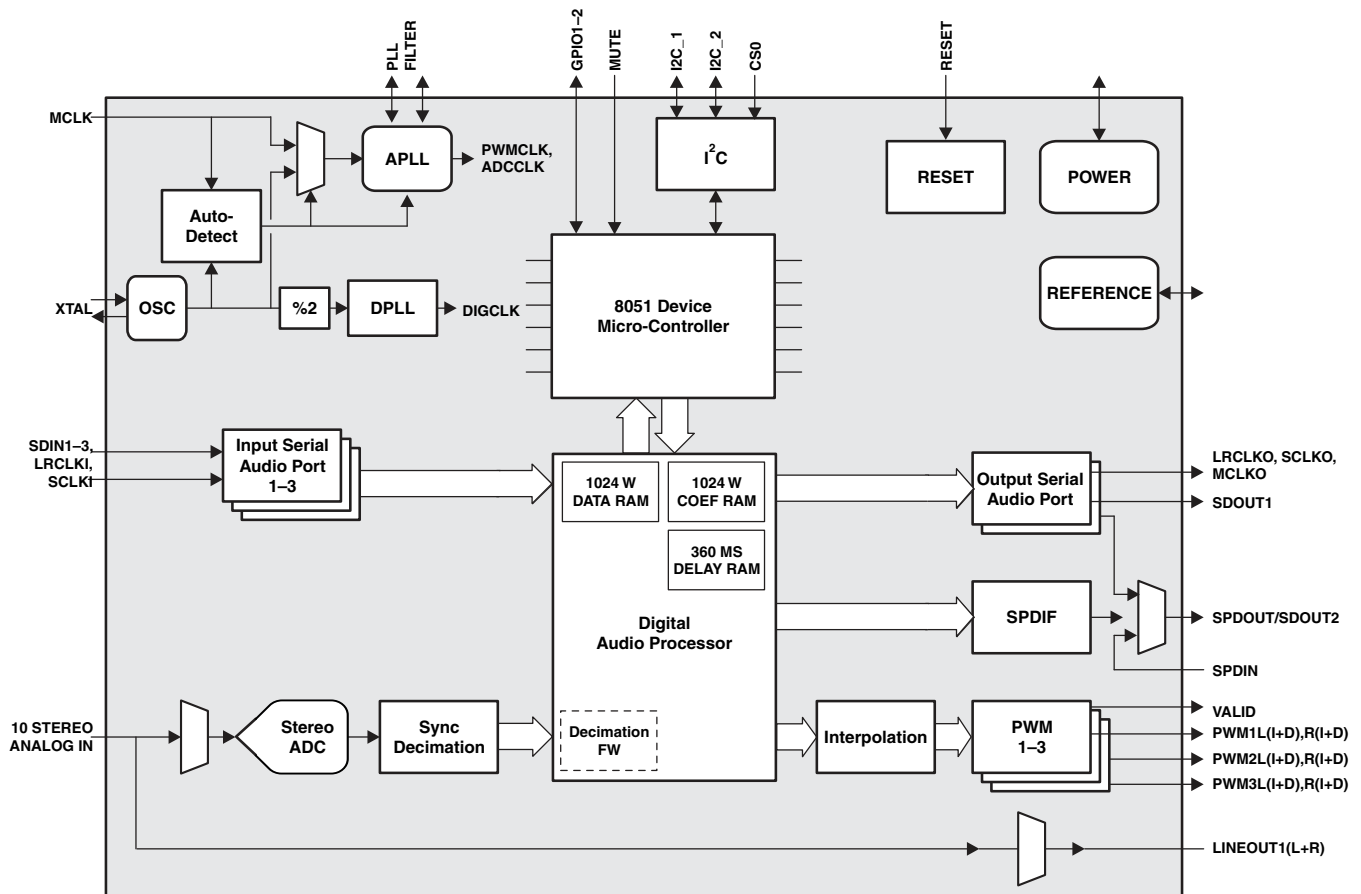 PLL
FILTER
GPIO1–2
MUTE
I2C_1
I2C_2
CS0
RESET
MCLK
APLL
PWMCLK,
ADCCLK
I2C
RESET
POWER
Auto-
Detect
XTAL
OSC
%2
DPLL
DIGCLK
8051 Device
Micro-Controller
REFERENCE
SDIN1–3,
LRCLKI,
SCLKI
Input Serial
Audio Port
1–3
1024 W
DATA RAM
1024 W
COEF RAM
360 MS
DELAY RAM
Digital
Audio Processor
Output Serial
Audio Port
LRCLKO, SCLKO,
MCLKO
SDOUT1
SPDIF
SPDOUT/SDOUT2
SPDIN
10 STEREO
ANALOG IN
Stereo
ADC
Sync
Decimation
Decimation
FW
Interpolation
PWM
1–3
VALID
PWM1L(I+D),R(I+D)
PWM2L(I+D),R(I+D)
PWM3L(I+D),R(I+D)
LINEOUT1(L+R)